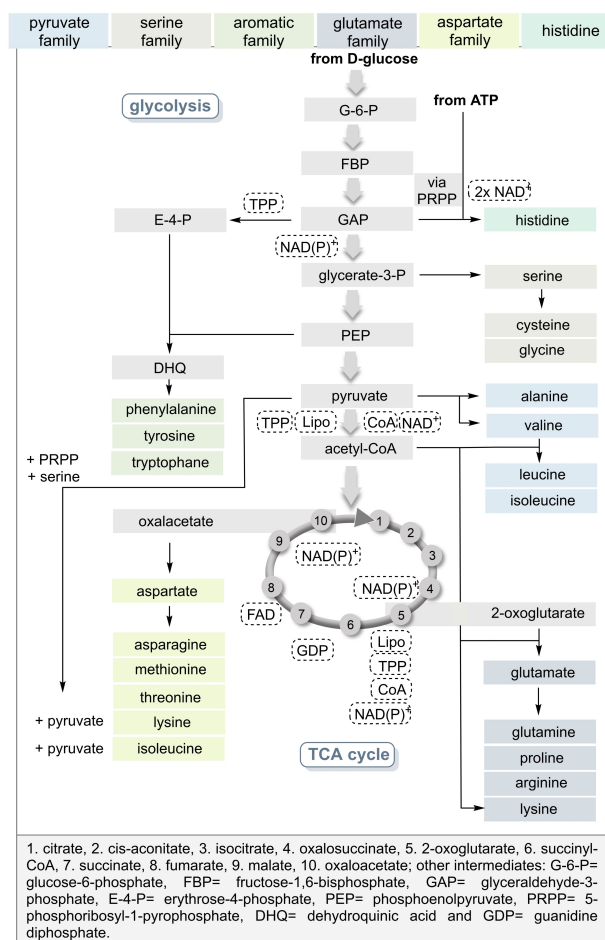 pyruvate family
serine family
aromatic family
glutamate family
aspartate family
histidine
from D-glucose
glycolysis
G-6-P
from ATP
FBP
via PRPP
2x NAD+
TPP
E-4-P
GAP
histidine
NAD(P)+
glycerate-3-P
serine
cysteine
glycine
PEP
DHQ
phenylalanine
tyrosine
tryptophane
pyruvate
alanine
valine
TPP
Lipo
CoA
NAD+
acetyl-CoA
leucine
isoleucine
+ PRPP
+ serine
oxalacetate
10
1
2
3
4
5
6
7
8
9
NAD(P)+
NAD(P)+
aspartate
FAD
GDP
2-oxoglutarate
Lipo
TPP
CoA
NAD(P)+
asparagine
methionine
threonine
+ pyruvate
lysine
+ pyruvate
isoleucine
glutamate
glutamine
proline
arginine
lysine
TCA cycle
1. citrate, 2. cis-aconitate, 3. isocitrate, 4. oxalosuccinate, 5. 2-oxoglutarate, 6. succinyl-
CoA, 7. succinate, 8. fumarate, 9. malate, 10. oxaloacetate; other intermediates: G-6-P=
glucose-6-phosphate, FBP= fructose-1,6-bisphosphate, GAP= glyceraldehyde-3-
phosphate, E-4-P= erythrose-4-phosphate, PEP= phosphoenolpyruvate, PRPP= 5-
phosphoribosyl-1-pyrophosphate, DHQ= dehydroquinic acid and GDP= guanidine
diphosphate.